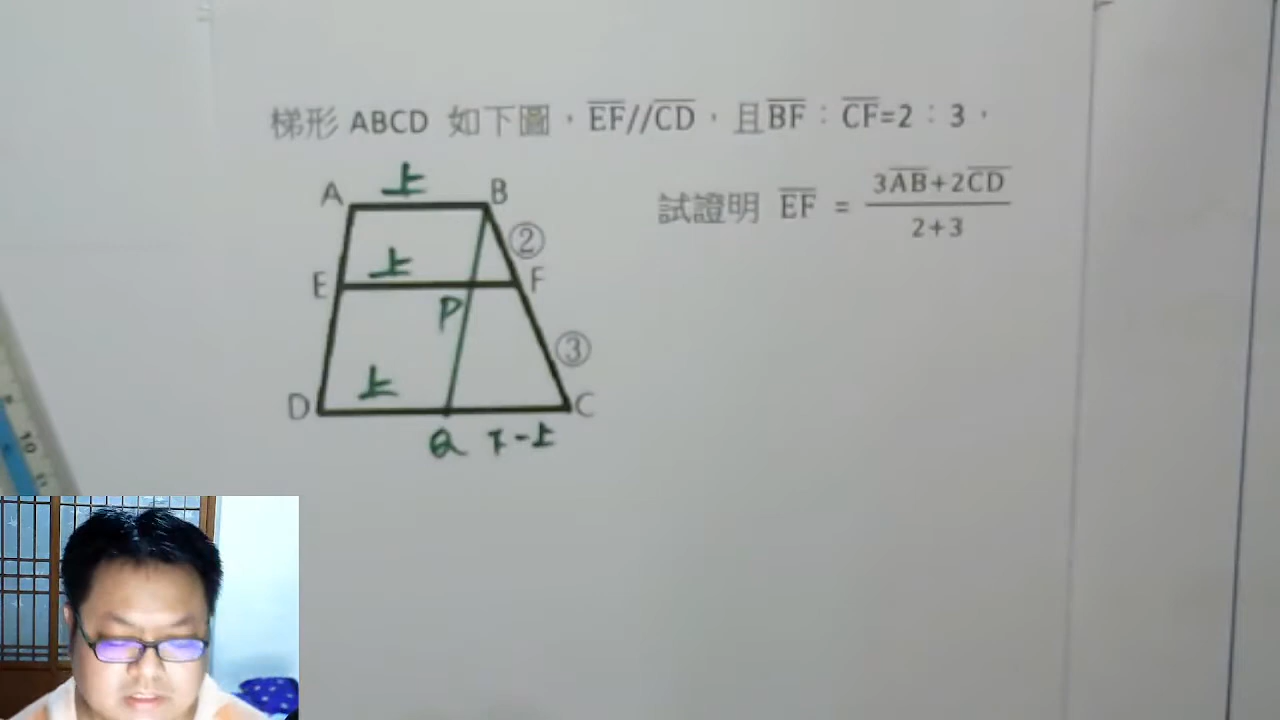 梯形 ABCD 如下圖，EF//CD，且BF：CF=2：3，
試證明 EF = 3AB+2CD
2+3
A 上 B
②
E 上 F
P
③
D 上 C
Q 下-上
10